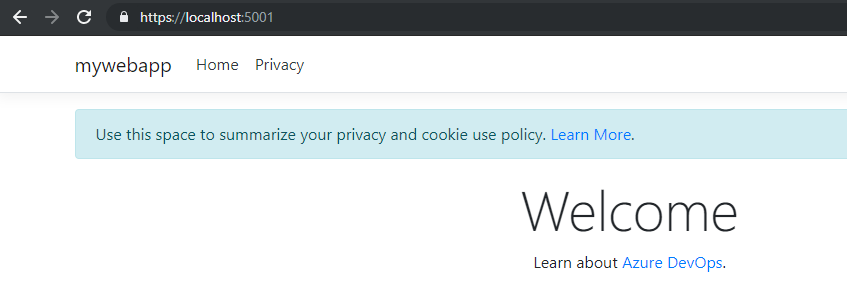 https://localhost:5001
mywebapp Home Privacy
Use this space to summarize your privacy and cookie use policy. Learn More.
Welcome
Learn about Azure DevOps.